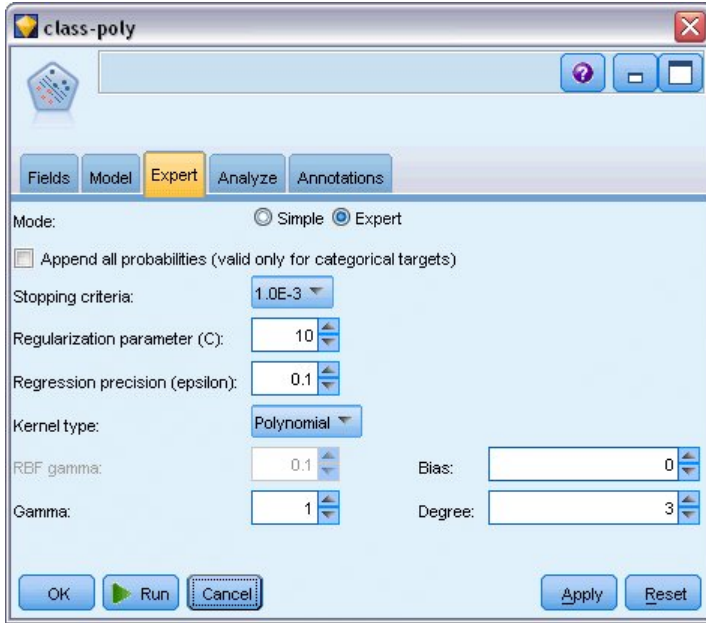 class-poly
Fields Model Expert Analyze Annotations
Mode: Simple Expert
Append all probabilities (valid only for categorical targets)
Stopping criteria: 1.0E-3
Regularization parameter (C): 10
Regression precision (epsilon): 0.1
Kernel type: Polynomial
RBF gamma: 0.1 Bias: 0
Gamma: 1 Degree: 3
OK Run Cancel Apply Reset